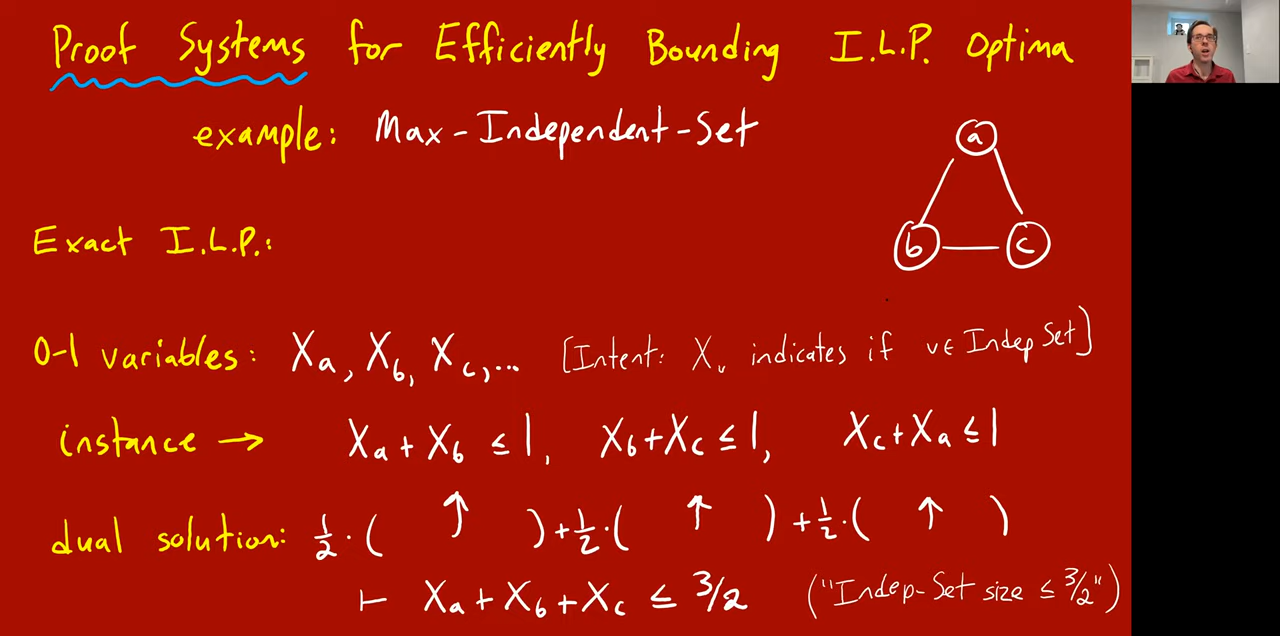 Proof Systems for Efficiently Bounding I.L.P. Optima
example: Max-Independent-Set
a
b c
Exact I.L.P.:
0-1 variables: Xa, Xb, Xc,... [Intent: Xv indicates if v∈Indep Set]
instance → Xa + Xb ≤ 1, Xb + Xc ≤ 1, Xc + Xa ≤ 1
dual solution: 1/2 · ( ↑ ) + 1/2 · ( ↑ ) + 1/2 · ( ↑ )
⊢ Xa + Xb + Xc ≤ 3/2 ("Indep-Set size ≤ 3/2")